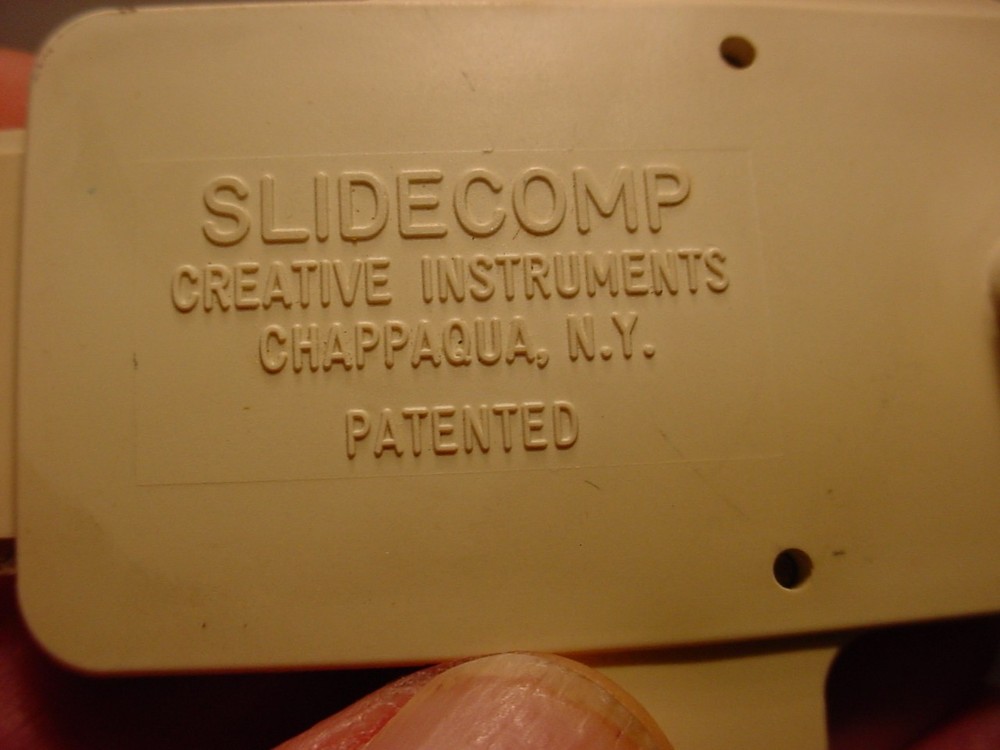 SLIDECOMP
CREATIVE INSTRUMENTS
CHAPPAQUA, N.Y.
PATENTED